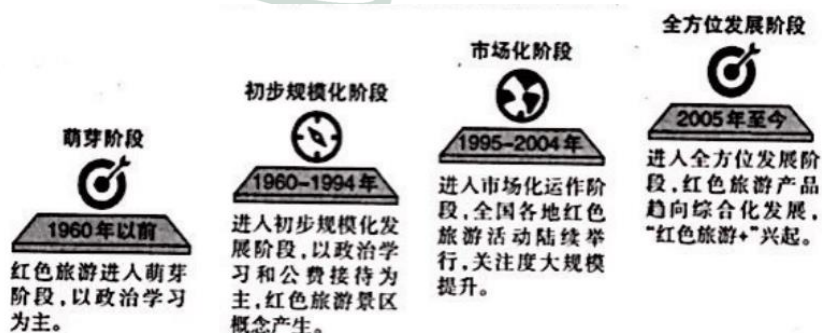 萌芽阶段
1960年以前
红色旅游进入萌芽
阶段,以政治学习
为主。
初步规模化阶段
1960-1994年
进入初步规模化发
展阶段,以政治学
习和公费接待为
主,红色旅游景区
概念产生。
市场化阶段
1995-2004年
进入市场化运作阶
段,全国各地红色
旅游活动陆续举
行,关注度大规模
提升。
全方位发展阶段
2005年至今
进入全方位发展阶
段,红色旅游产品
趋向综合化发展,
“红色旅游+”兴起。